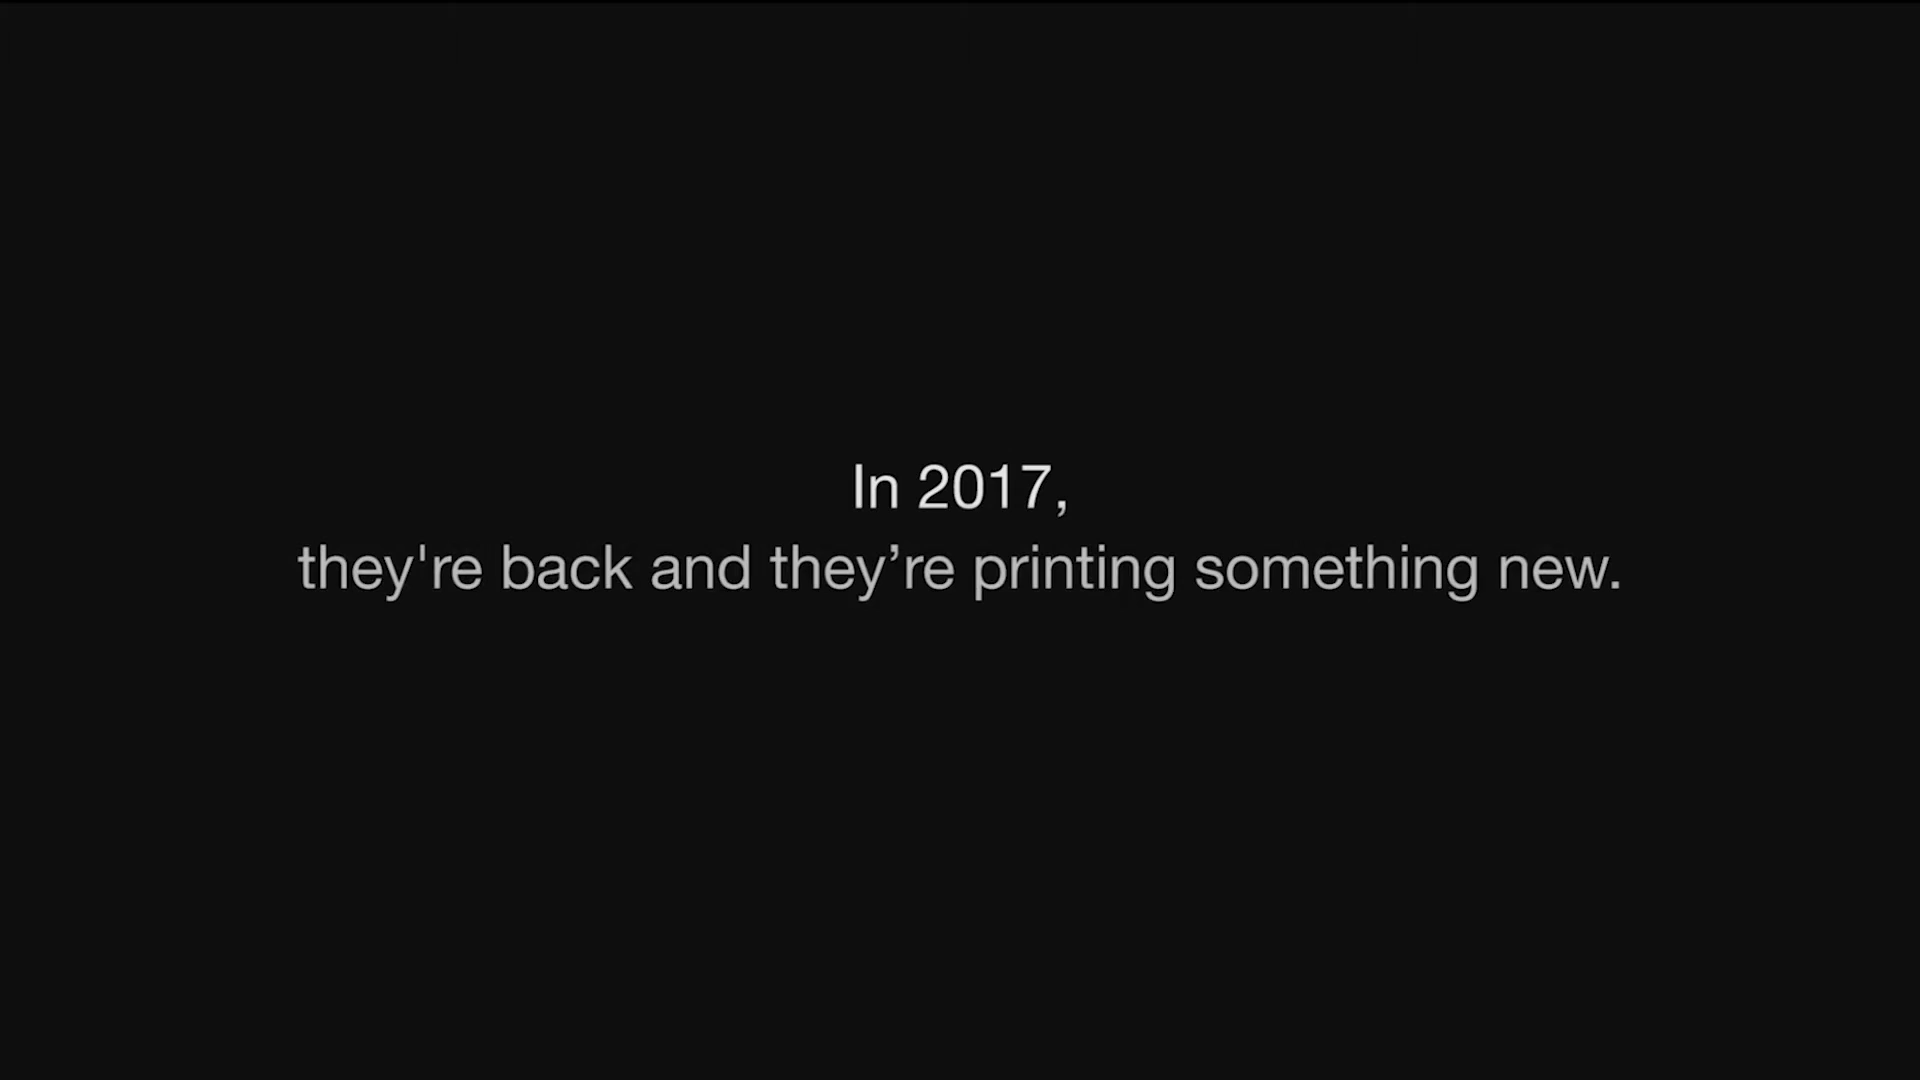 In 2017,
they're back and they’re printing something new.